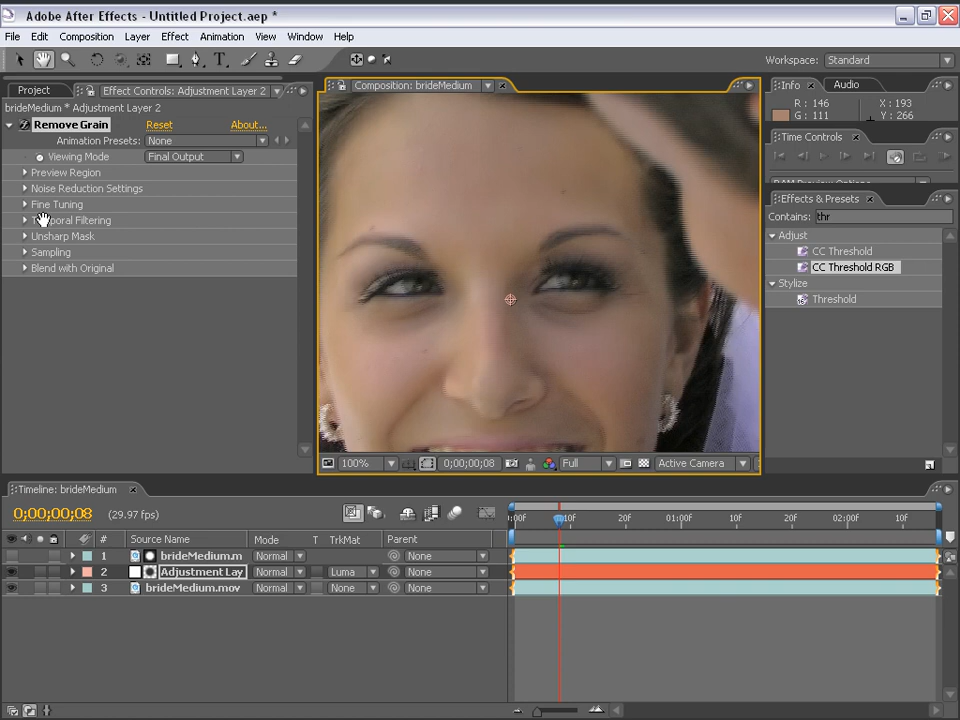 Adobe After Effects - Untitled Project.aep *
File Edit Composition Layer Effect Animation View Window Help
Workspace: Standard
Project Effect Controls: Adjustment Layer 2
brideMedium * Adjustment Layer 2
Remove Grain Reset About...
Animation Presets: None
Viewing Mode Final Output
Preview Region
Noise Reduction Settings
Fine Tuning
Temporal Filtering
Unsharp Mask
Sampling
Blend with Original
Composition: brideMedium
100% 0;00;00;08 Full Active Camera
Info Audio
R : 146 X : 193
G : 111 Y : 266
Time Controls
RAM Preview Options
Effects & Presets
Contains: thr
Adjust
CC Threshold
CC Threshold RGB
Stylize
Threshold
Timeline: brideMedium
0;00;00;08 (29.97 fps)
:00f 10f 20f 01:00f 10f 20f 02:00f 10f
# Source Name Mode T TrkMat Parent
1 brideMedium.m Normal None
2 Adjustment Lay Normal Luma None
3 brideMedium.mov Normal None None